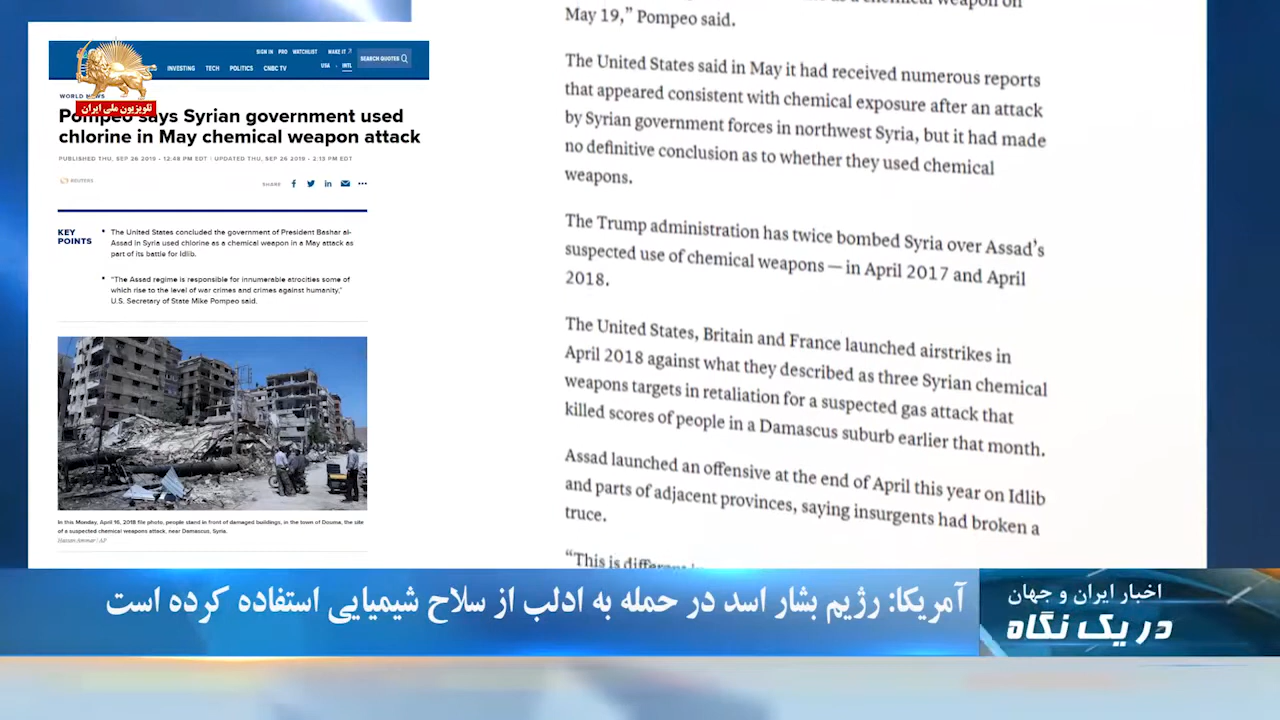 SIGN IN PRO WATCHLIST MAKE IT
INVESTING TECH POLITICS CNBC TV
USA • INTL
SEARCH QUOTES
تلویزیون ملی ایران
WORLD NEWS
Pompeo says Syrian government used
chlorine in May chemical weapon attack
PUBLISHED THU, SEP 26 2019 • 12:48 PM EDT | UPDATED THU, SEP 26 2019 • 2:13 PM EDT
REUTERS
SHARE
KEY
POINTS
• The United States concluded the government of President Bashar al-
Assad in Syria used chlorine as a chemical weapon in a May attack as
part of its battle for Idlib.
• “The Assad regime is responsible for innumerable atrocities some of
which rise to the level of war crimes and crimes against humanity,”
U.S. Secretary of State Mike Pompeo said.
In this Monday, April 16, 2018 file photo, people stand in front of damaged buildings, in the town of Douma, the site
of a suspected chemical weapons attack, near Damascus, Syria.
Hassan Ammar | AP
as a chemical weapon on
May 19,” Pompeo said.
The United States said in May it had received numerous reports
that appeared consistent with chemical exposure after an attack
by Syrian government forces in northwest Syria, but it had made
no definitive conclusion as to whether they used chemical
weapons.
The Trump administration has twice bombed Syria over Assad’s
suspected use of chemical weapons — in April 2017 and April
2018.
The United States, Britain and France launched airstrikes in
April 2018 against what they described as three Syrian chemical
weapons targets in retaliation for a suspected gas attack that
killed scores of people in a Damascus suburb earlier that month.
Assad launched an offensive at the end of April this year on Idlib
and parts of adjacent provinces, saying insurgents had broken a
truce.
“This is different
آمریکا: رژیم بشار اسد در حمله به ادلب از سلاح شیمیایی استفاده کرده است
اخبار ایران و جهان
در یک نگاه